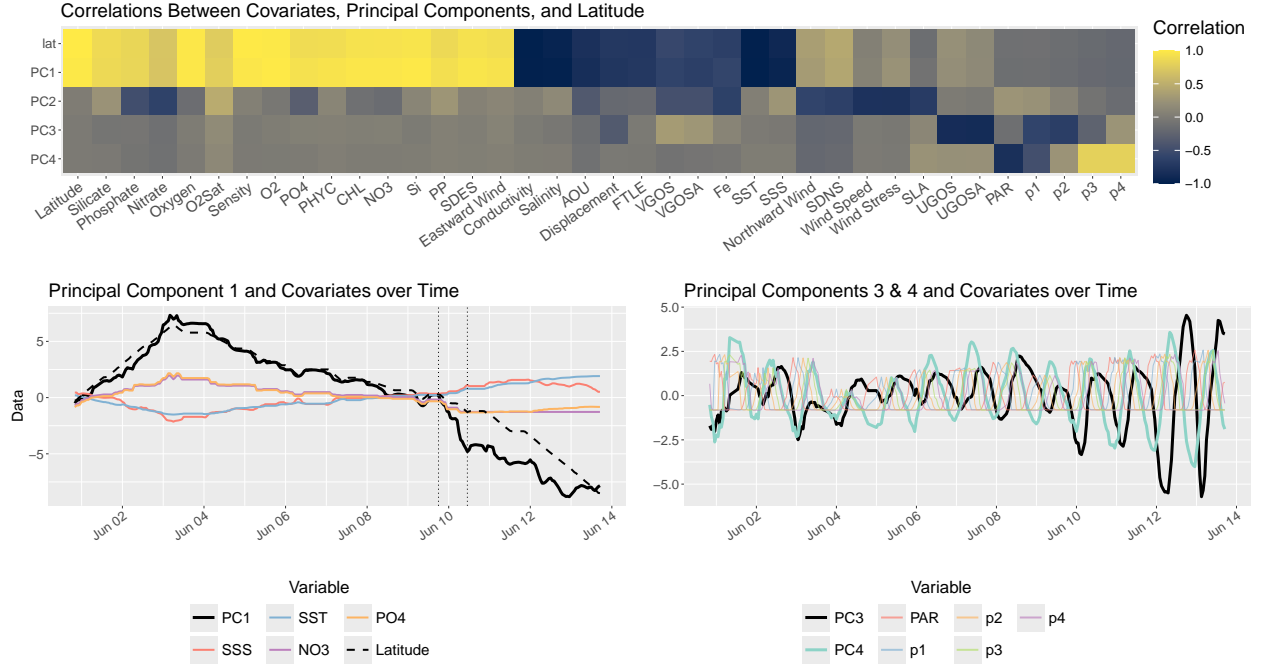 Correlations Between Covariates, Principal Components, and Latitude
lat
PC1
PC2
PC3
PC4
Latitude
Silicate
Phosphate
Nitrate
Oxygen
O2Sat
Sensity
O2
PO4
PHYC
CHL
NO3
Si
PP
SDES
Eastward Wind
Conductivity
Salinity
AOU
Displacement
FTLE
VGOS
VGOSA
Fe
SST
SSS
Northward Wind
SDNS
Wind Speed
Wind Stress
SLA
UGOS
UGOSA
PAR
p1
p2
p3
p4
Correlation
1.0
0.5
0.0
−0.5
−1.0
Principal Component 1 and Covariates over Time
Data
5
0
−5
Jun 02
Jun 04
Jun 06
Jun 08
Jun 10
Jun 12
Jun 14
Variable
PC1 SST PO4
SSS NO3 Latitude
Principal Components 3 & 4 and Covariates over Time
5.0
2.5
0.0
−2.5
−5.0
Jun 02
Jun 04
Jun 06
Jun 08
Jun 10
Jun 12
Jun 14
Variable
PC3 PAR p2 p4
PC4 p1 p3